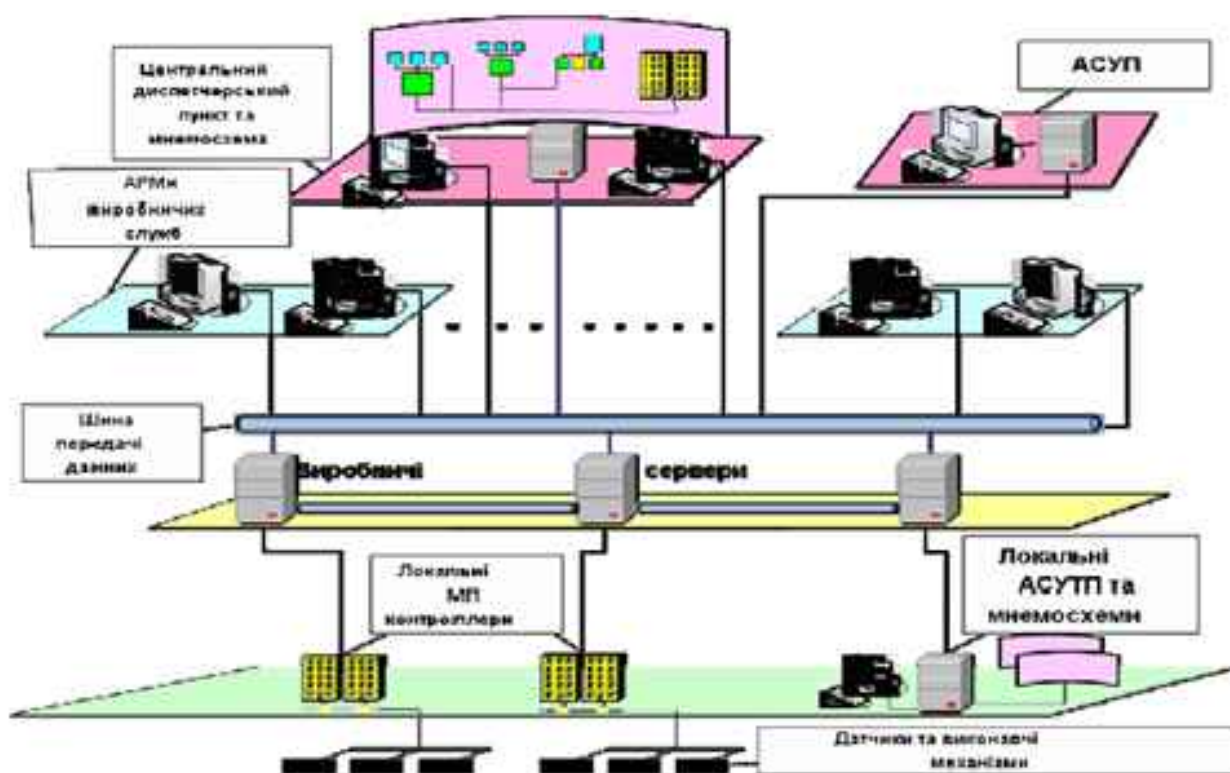 Центральний
диспетчерський
пункт та
мнемосхема
АСУП
АРМи
виробничих
служб
Шина
передачі
данних
Виробничі сервери
Локальні
МП
контролери
Локальні
АСУТП та
мнемосхеми
Датчики та виконавчі
механізми